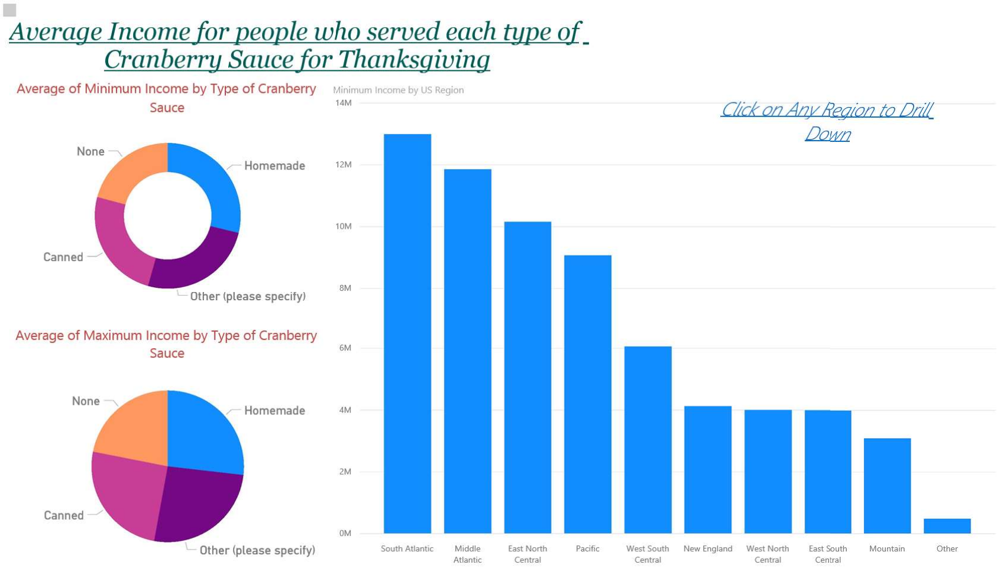 Average Income for people who served each type of
Cranberry Sauce for Thanksgiving
Average of Minimum Income by Type of Cranberry
Sauce
None
Homemade
Canned
Other (please specify)
Average of Maximum Income by Type of Cranberry
Sauce
None
Homemade
Canned
Other (please specify)
Minimum Income by US Region
Click on Any Region to Drill
Down
14M
12M
10M
8M
6M
4M
2M
0M
South Atlantic
Middle
Atlantic
East North
Central
Pacific
West South
Central
New England
West North
Central
East South
Central
Mountain
Other